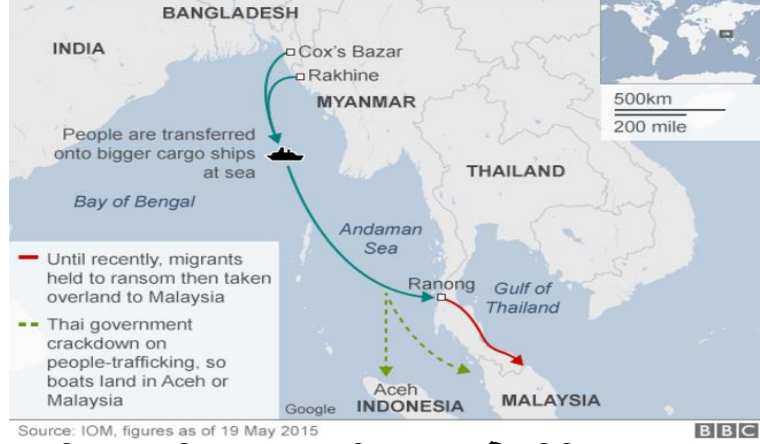 BANGLADESH
INDIA
Cox's Bazar
Rakhine
MYANMAR
500km
200 mile
People are transferred
onto bigger cargo ships
at sea
THAILAND
Bay of Bengal
Andaman
Sea
Until recently, migrants
held to ransom then taken
overland to Malaysia
Ranong
Gulf of
Thailand
Thai government
crackdown on
people-trafficking, so
boats land in Aceh or
Malaysia
Aceh
INDONESIA
MALAYSIA
Google
Source: IOM, figures as of 19 May 2015
BBC